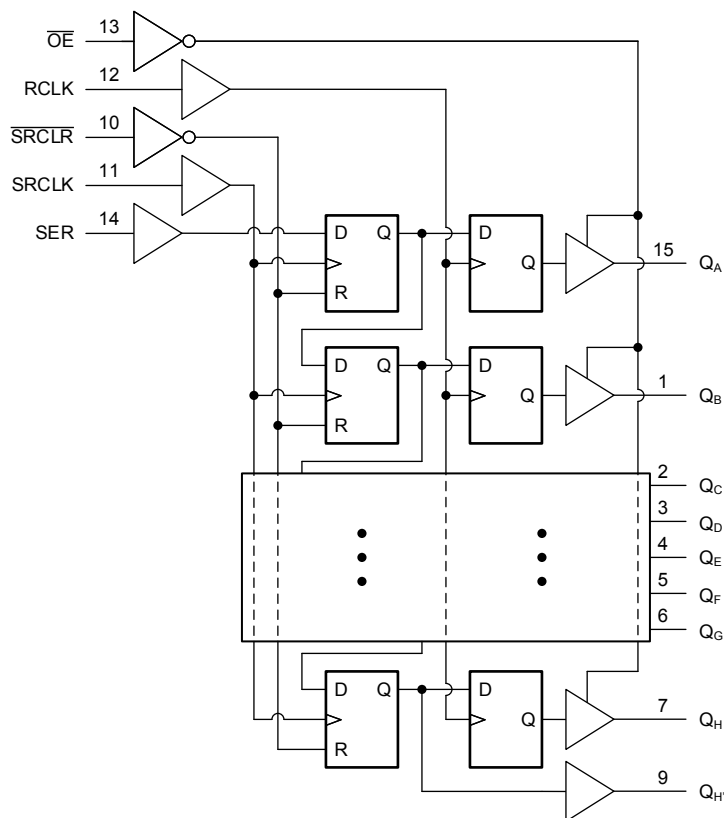 13
OE
12
RCLK
10
SRCLR
11
SRCLK
14
SER
D Q
R
D
Q
15
QA
D Q
R
D
Q
1
QB
2
QC
3
QD
4
QE
5
QF
6
QG
D Q
R
D
Q
7
QH
9
QH'